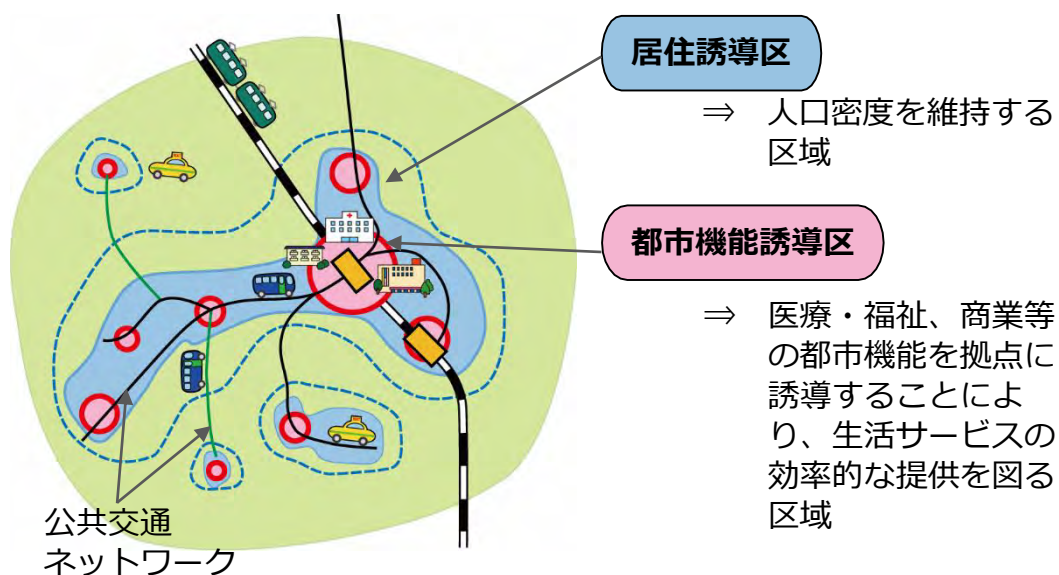 居住誘導区
⇒ 人口密度を維持する
区域
都市機能誘導区
⇒ 医療・福祉、商業等
の都市機能を拠点に
誘導することによ
り、生活サービスの
効率的な提供を図る
区域
公共交通
ネットワーク